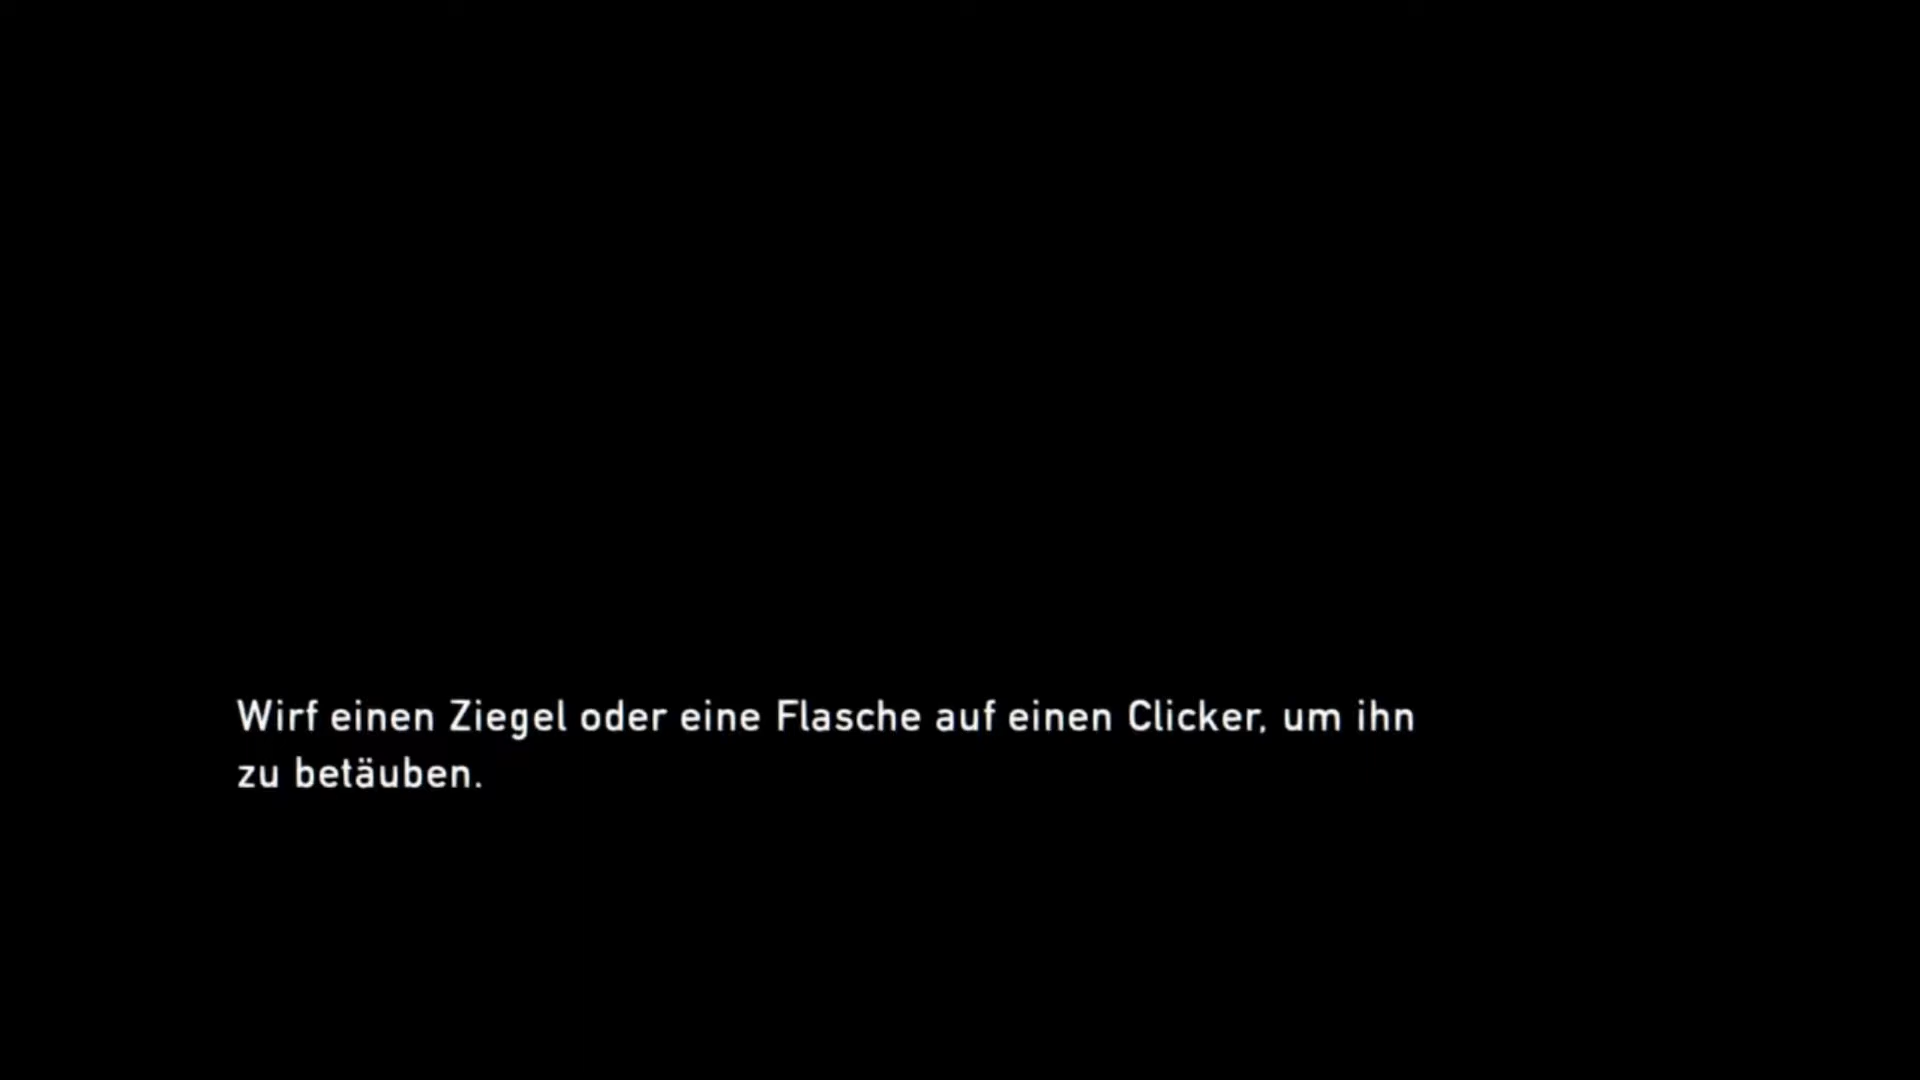 Wirf einen Ziegel oder eine Flasche auf einen Clicker, um ihn
zu betäuben.